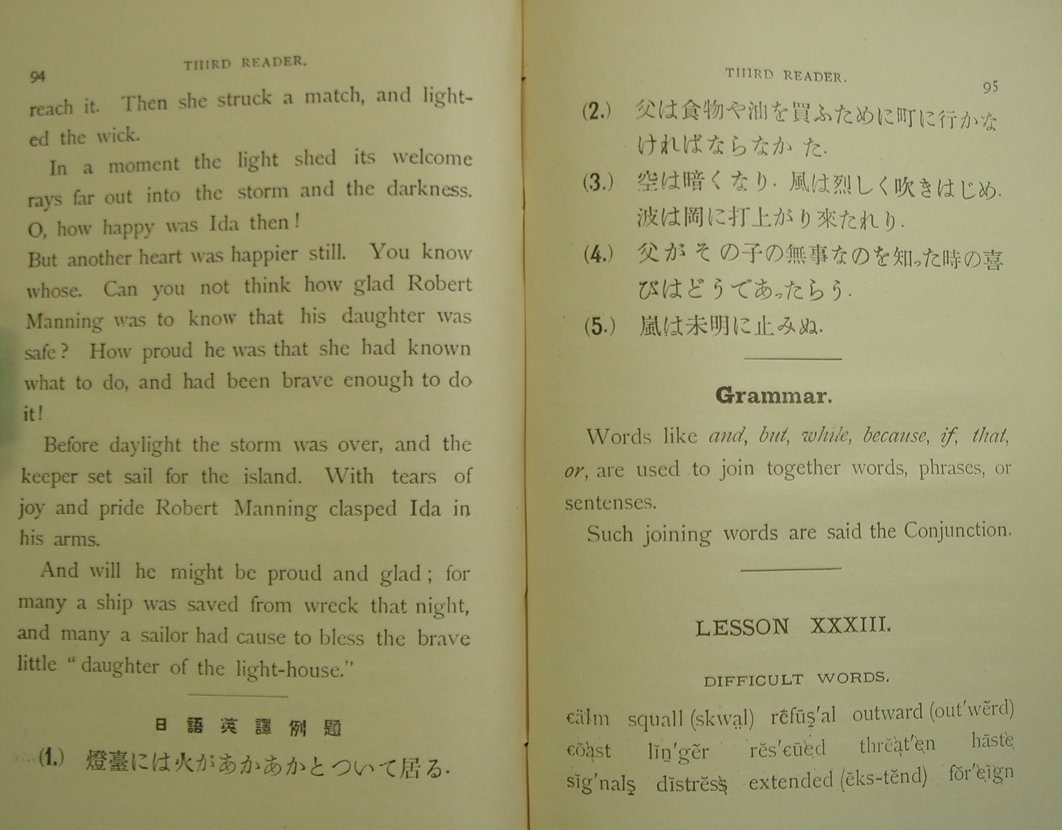 94
THIRD READER.
reach it. Then she struck a match, and light-
ed the wick.
In a moment the light shed its welcome
rays far out into the storm and the darkness.
O, how happy was Ida then!
But another heart was happier still. You know
whose. Can you not think how glad Robert
Manning was to know that his daughter was
safe? How proud he was that she had known
what to do, and had been brave enough to do
it!
Before daylight the storm was over, and the
keeper set sail for the island. With tears of
joy and pride Robert Manning clasped Ida in
his arms.
And will he might be proud and glad; for
many a ship was saved from wreck that night,
and many a sailor had cause to bless the brave
little “daughter of the light-house.”
日語英譯例題
(1.) 燈臺には火があかあかとついて居る.
THIRD READER.
95
(2.) 父は食物や油を買ふために町に行かな
ければならなか た.
(3.) 空は暗くなり. 風は烈しく吹きはじめ.
波は岡に打上がり來たれり.
(4.) 父がその子の無事なのを知った時の喜
びはどうであったらう.
(5.) 嵐は未明に止みぬ.
Grammar.
Words like and, but, while, because, if, that,
or, are used to join together words, phrases, or
sentenses.
Such joining words are said the Conjunction.
LESSON XXXIII.
DIFFICULT WORDS.
cälm squall (skwạl) rēfūș'al outward (out'wẽrd)
cōạst lĭṉ'gẽr rĕs'cūẹd thrĕạt'ẹn hāstẹ
sĭg'nalș dĭstrĕsș extended (ĕks-tĕnd) fŏr'ẹĭgn